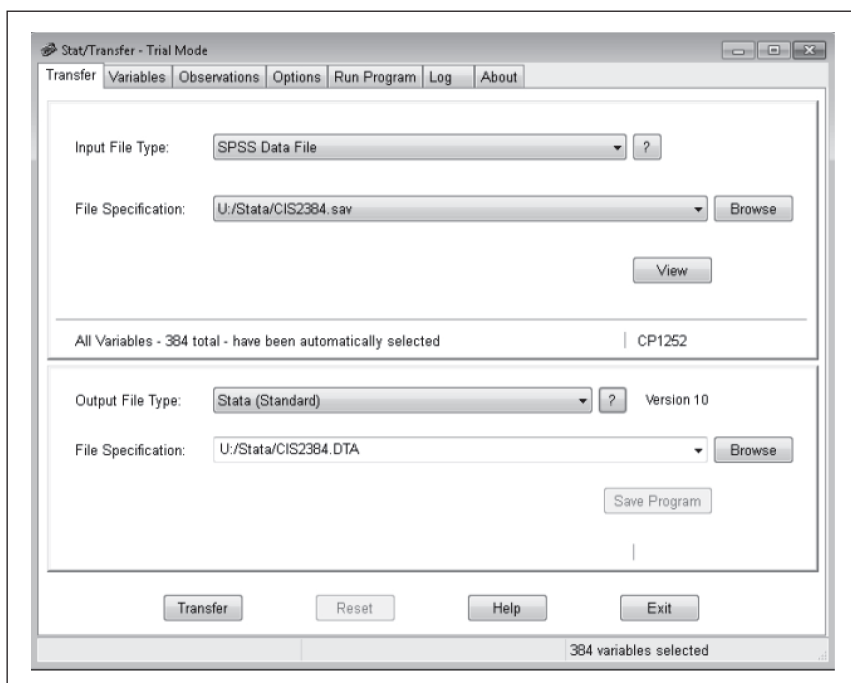 Stat/Transfer - Trial Mode
Transfer Variables Observations Options Run Program Log About
Input File Type: SPSS Data File ?
File Specification: U:/Stata/CIS2384.sav Browse
View
All Variables - 384 total - have been automatically selected CP1252
Output File Type: Stata (Standard) ? Version 10
File Specification: U:/Stata/CIS2384.DTA Browse
Save Program
Transfer Reset Help Exit
384 variables selected